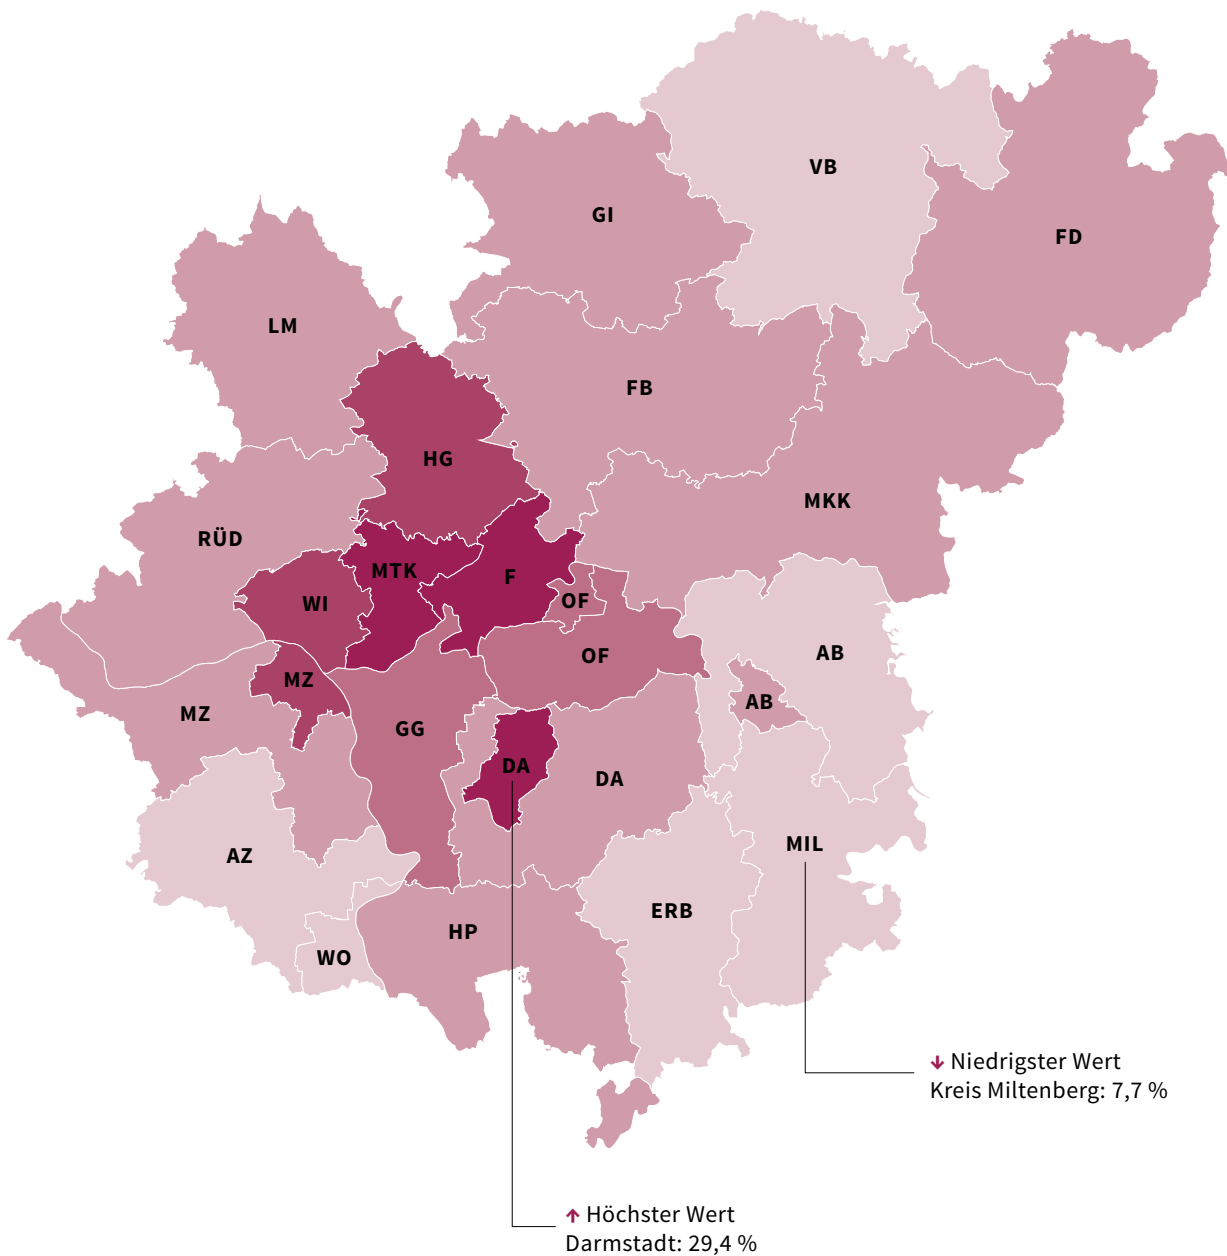 VB
GI
FD
LM
FB
HG
MKK
RÜD
MTK
F
WI
OF
AB
OF
MZ
AB
MZ
GG
DA
DA
MIL
AZ
ERB
HP
WO
↓ Niedrigster Wert
Kreis Miltenberg: 7,7 %
↑ Höchster Wert
Darmstadt: 29,4 %